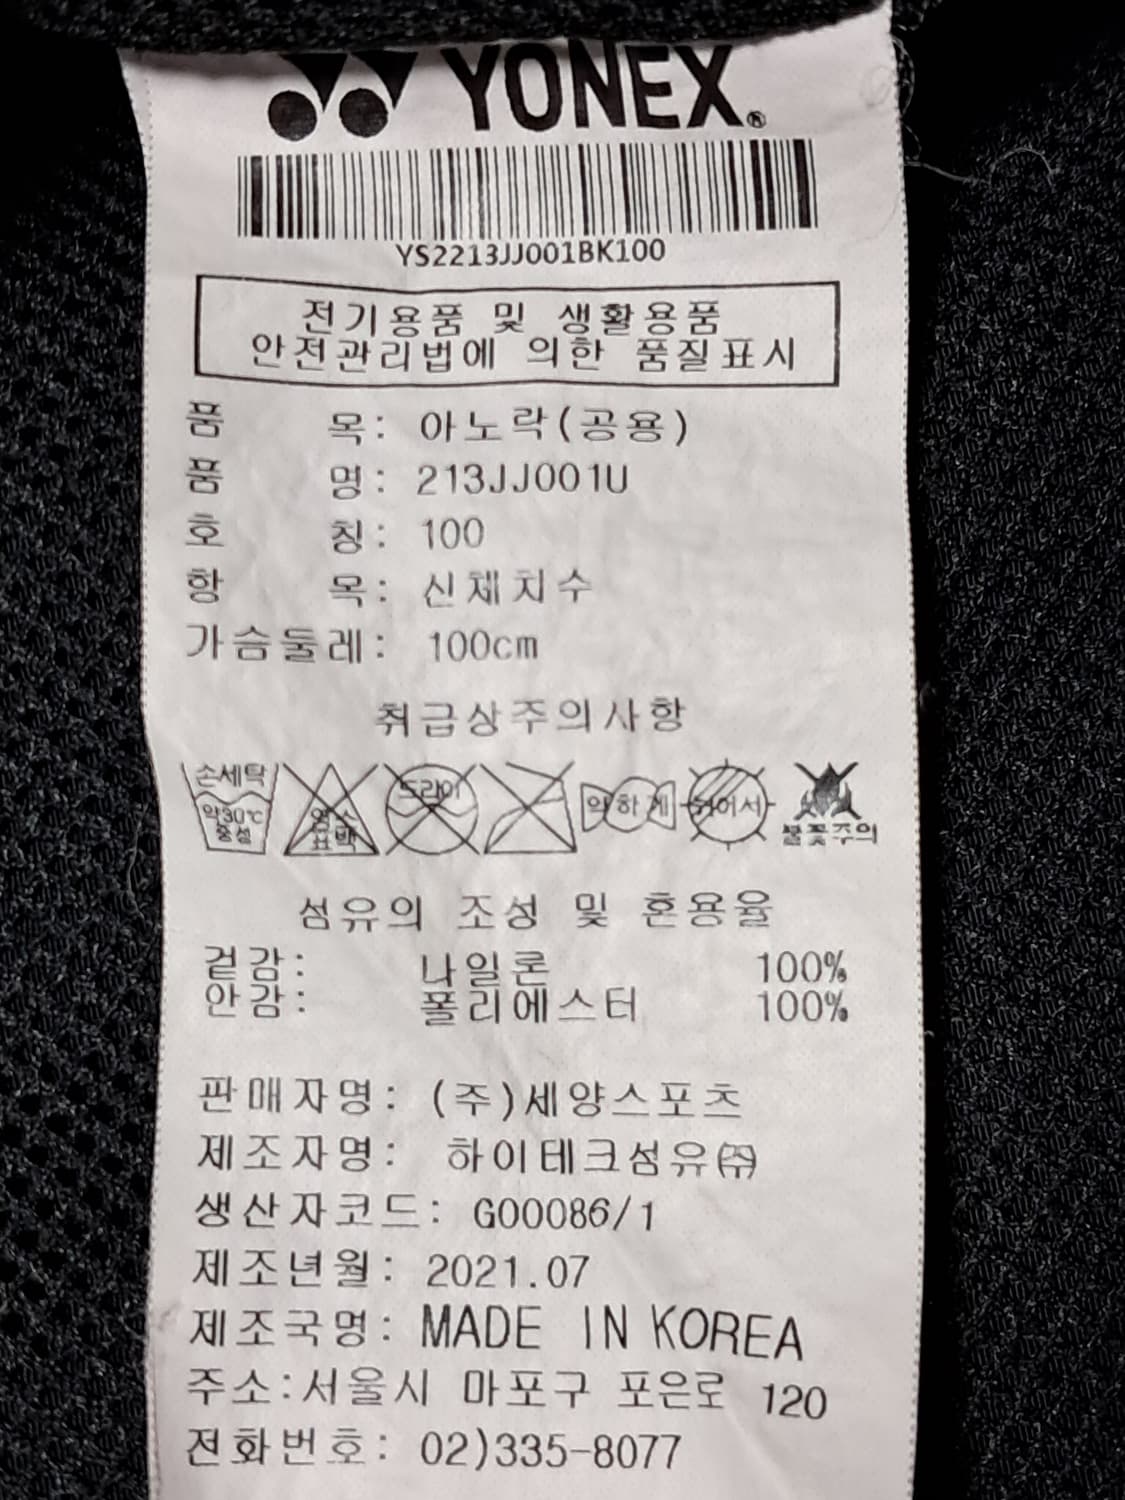 YONEX®
YS2213JJ001BK100
전기용품 및 생활용품
안전관리법에 의한 품질표시
품 목: 아노락(공용)
품 명: 213JJ001U
호 칭: 100
항 목: 신체치수
가슴둘레: 100cm
취급상주의사항
손세탁 약30℃ 중성 염소 표백 드라이 약하게 뉘어서 불꽃주의
섬유의 조성 및 혼용율
겉감: 나일론 100%
안감: 폴리에스터 100%
판매자명: (주)세양스포츠
제조자명: 하이테크섬유㈜
생산자코드: G00086/1
제조년월: 2021.07
제조국명: MADE IN KOREA
주소:서울시 마포구 포은로 120
전화번호: 02)335-8077